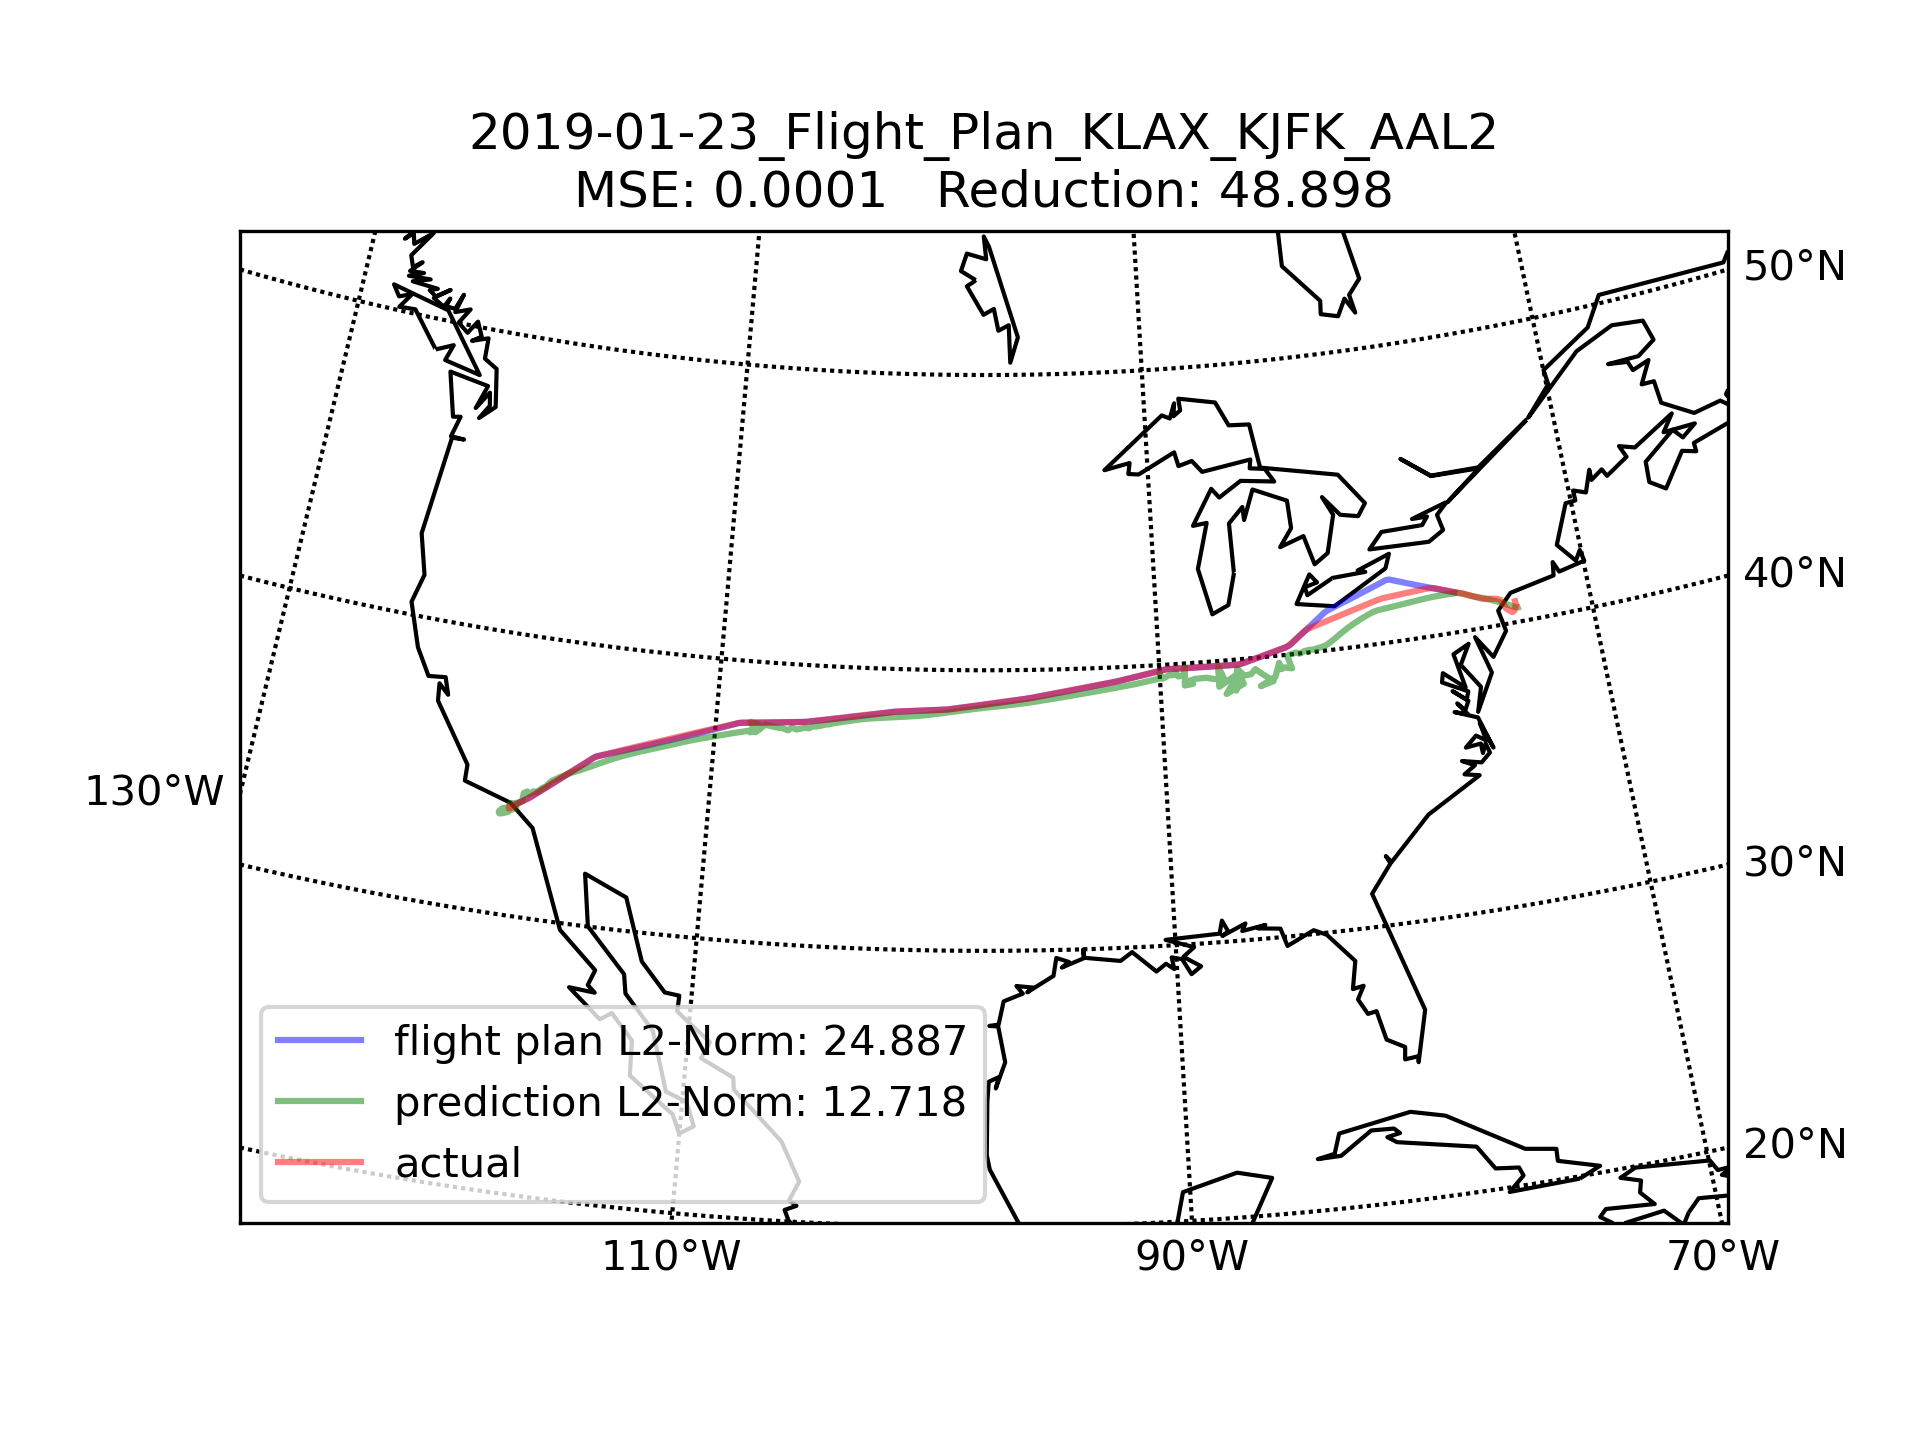 2019-01-23_Flight_Plan_KLAX_KJFK_AAL2
MSE: 0.0001   Reduction: 48.898
50°N
40°N
130°W
30°N
flight plan L2-Norm: 24.887
prediction L2-Norm: 12.718
20°N
actual
110°W
90°W
70°W